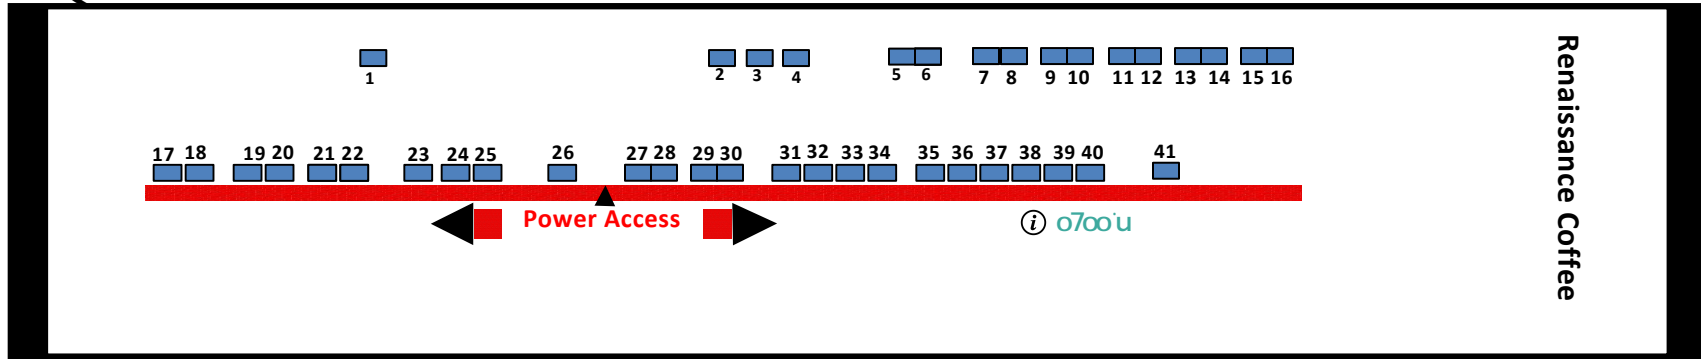 1 2 3 4 5 6 7 8 9 10 11 12 13 14 15 16
17 18 19 20 21 22 23 24 25 26 27 28 29 30 31 32 33 34 35 36 37 38 39 40 41
Power Access
Renaissance Coffee